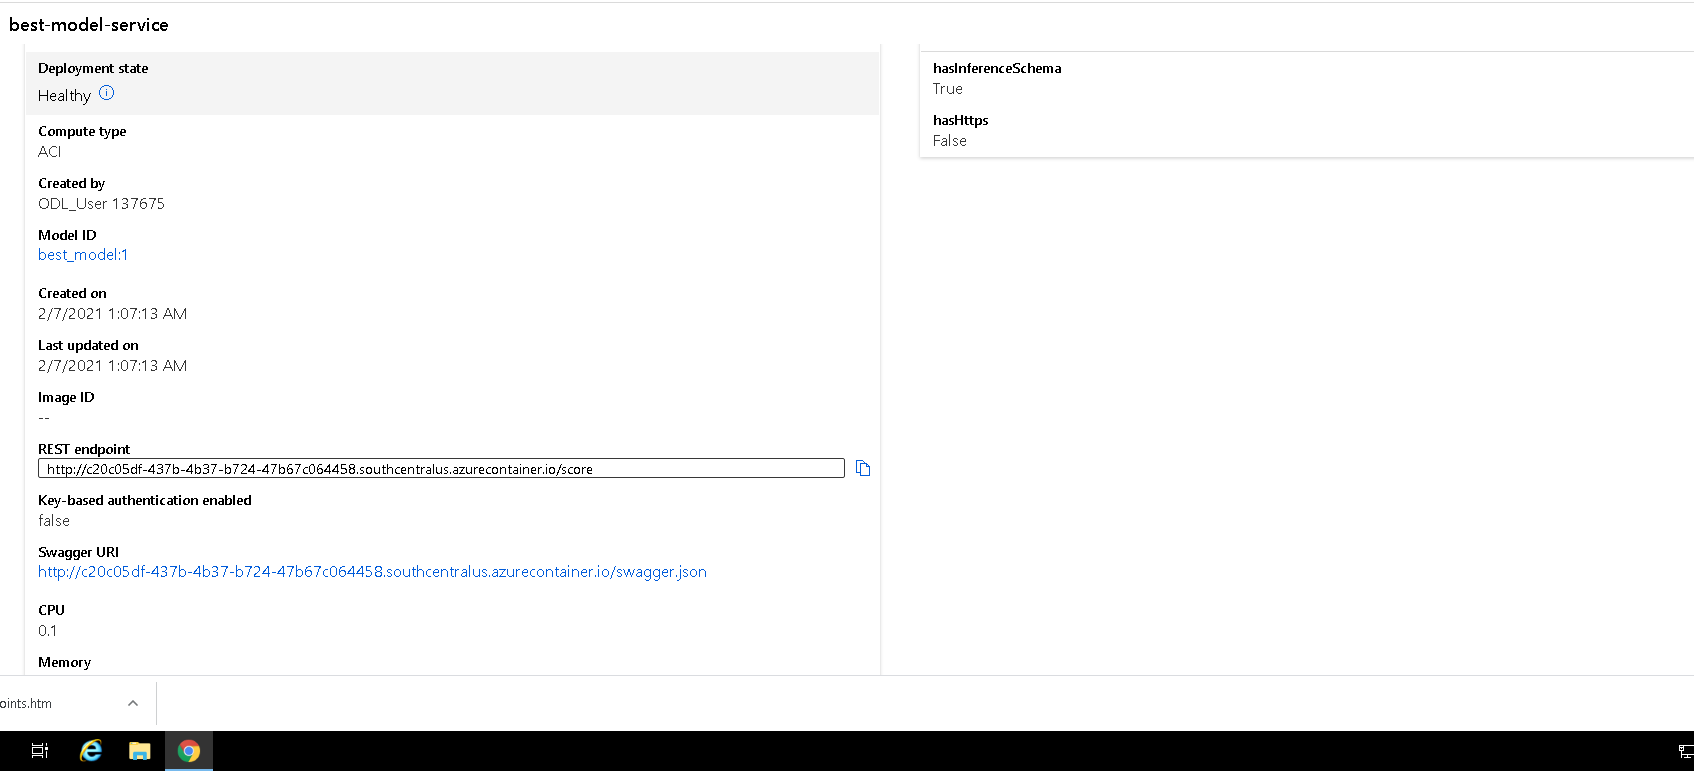 best-model-service
Deployment state
Healthy
Compute type
ACI
Created by
ODL_User 137675
Model ID
best_model:1
Created on
2/7/2021 1:07:13 AM
Last updated on
2/7/2021 1:07:13 AM
Image ID
--
REST endpoint
http://c20c05df-437b-4b37-b724-47b67c064458.southcentralus.azurecontainer.io/score
Key-based authentication enabled
false
Swagger URI
http://c20c05df-437b-4b37-b724-47b67c064458.southcentralus.azurecontainer.io/swagger.json
CPU
0.1
Memory
hasInferenceSchema
True
hasHttps
False
oints.htm